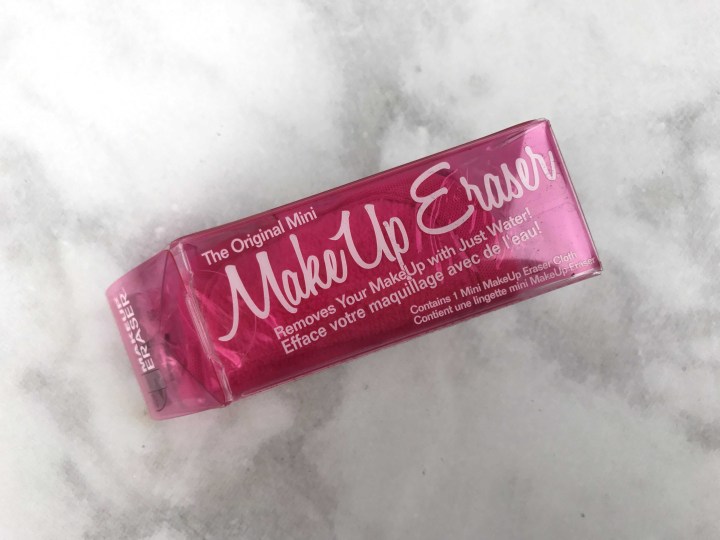 The Original Mini
MakeUp Eraser
Removes Your MakeUp with Just Water!
Efface votre maquillage avec de l'eau!
Contains 1 Mini MakeUp Eraser Cloth!
Contient une lingette mini MakeUp Eraser
MAKEUP
ERASER